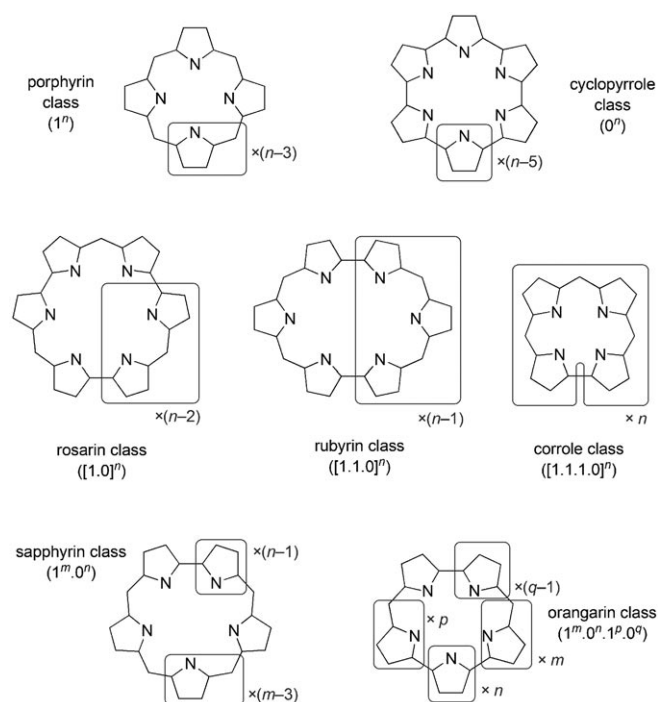 porphyrin
class
(1ⁿ)
N
N
N
N
×(n–3)
cyclopyrrole
class
(0ⁿ)
N
N
N
N
N
N
×(n–5)
N
N
N
N
N
N
×(n–2)
rosarin class
([1.0]ⁿ)
N
N
N
N
N
N
×(n–1)
rubyrin class
([1.1.0]ⁿ)
N
N
N
N
× n
corrole class
([1.1.1.0]ⁿ)
sapphyrin class
(1ᵐ.0ⁿ)
N
N
N
N
N
×(n–1)
×(m–3)
N
N
N
N
N
×(q–1)
× p
× m
× n
orangarin class
(1ᵐ.0ⁿ.1ᵖ.0^q)